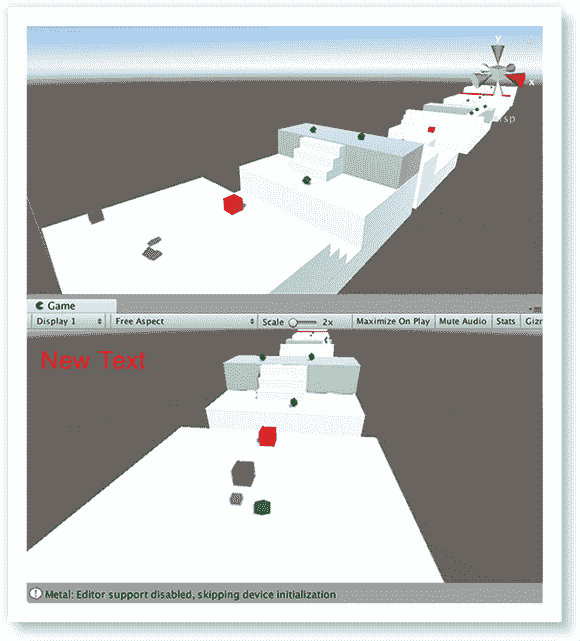 y
x
Game
Display 1 Free Aspect Scale 2x Maximize On Play Mute Audio Stats Gizm
New Text
Metal: Editor support disabled, skipping device initialization